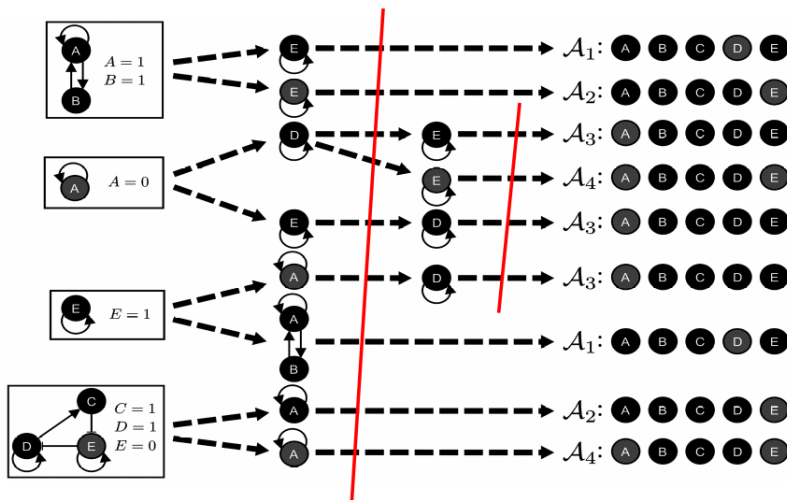 A A = 1 B = 1 B
E
E
A = 0 A
D
E
E
E D
E E = 1
A D
A
B
C C = 1 D = 1 E = 0 D E
A
A
𝒜₁: A B C D E
𝒜₂: A B C D E
𝒜₃: A B C D E
𝒜₄: A B C D E
𝒜₃: A B C D E
𝒜₃: A B C D E
𝒜₁: A B C D E
𝒜₂: A B C D E
𝒜₄: A B C D E